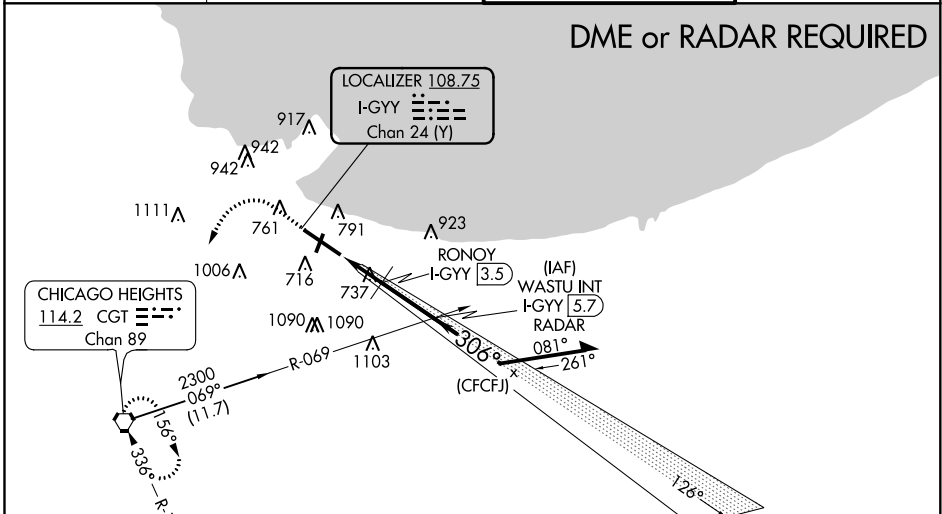 DME or RADAR REQUIRED
LOCALIZER 108.75
I-GYY
Chan 24 (Y)
917
942
942
1111
761
791
923
1006
716
737
RONOY
I-GYY 3.5
(IAF)
WASTU INT
I-GYY 5.7
RADAR
CHICAGO HEIGHTS
114.2 CGT
Chan 89
1090
1090
1103
R-069
306°
081°
261°
x
(CFCFJ)
2300
069°
(11.7)
156°
336°
126°